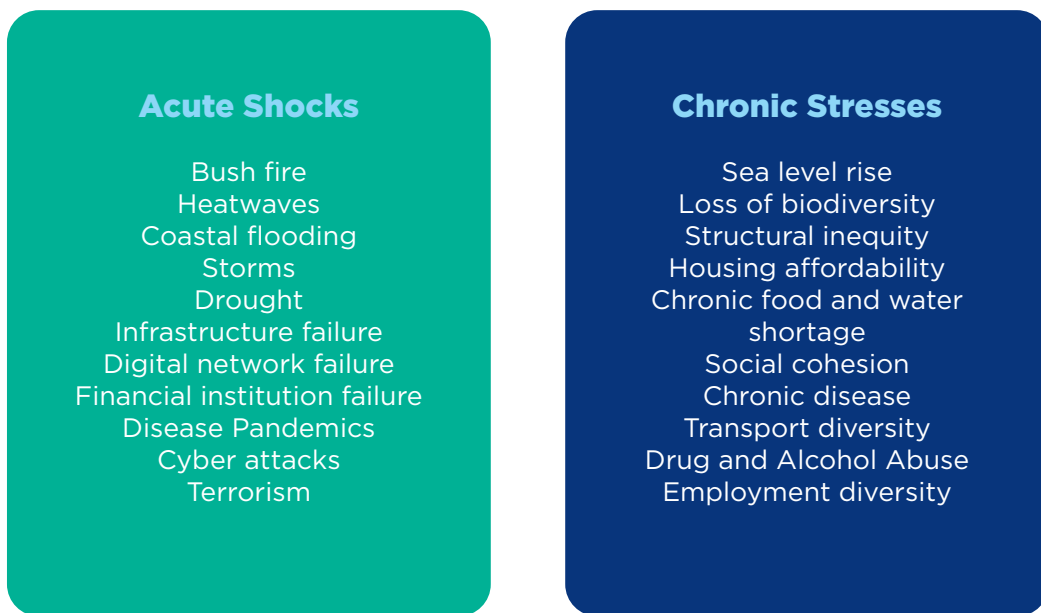 Acute Shocks
Bush fire
Heatwaves
Coastal flooding
Storms
Drought
Infrastructure failure
Digital network failure
Financial institution failure
Disease Pandemics
Cyber attacks
Terrorism
Chronic Stresses
Sea level rise
Loss of biodiversity
Structural inequity
Housing affordability
Chronic food and water
shortage
Social cohesion
Chronic disease
Transport diversity
Drug and Alcohol Abuse
Employment diversity